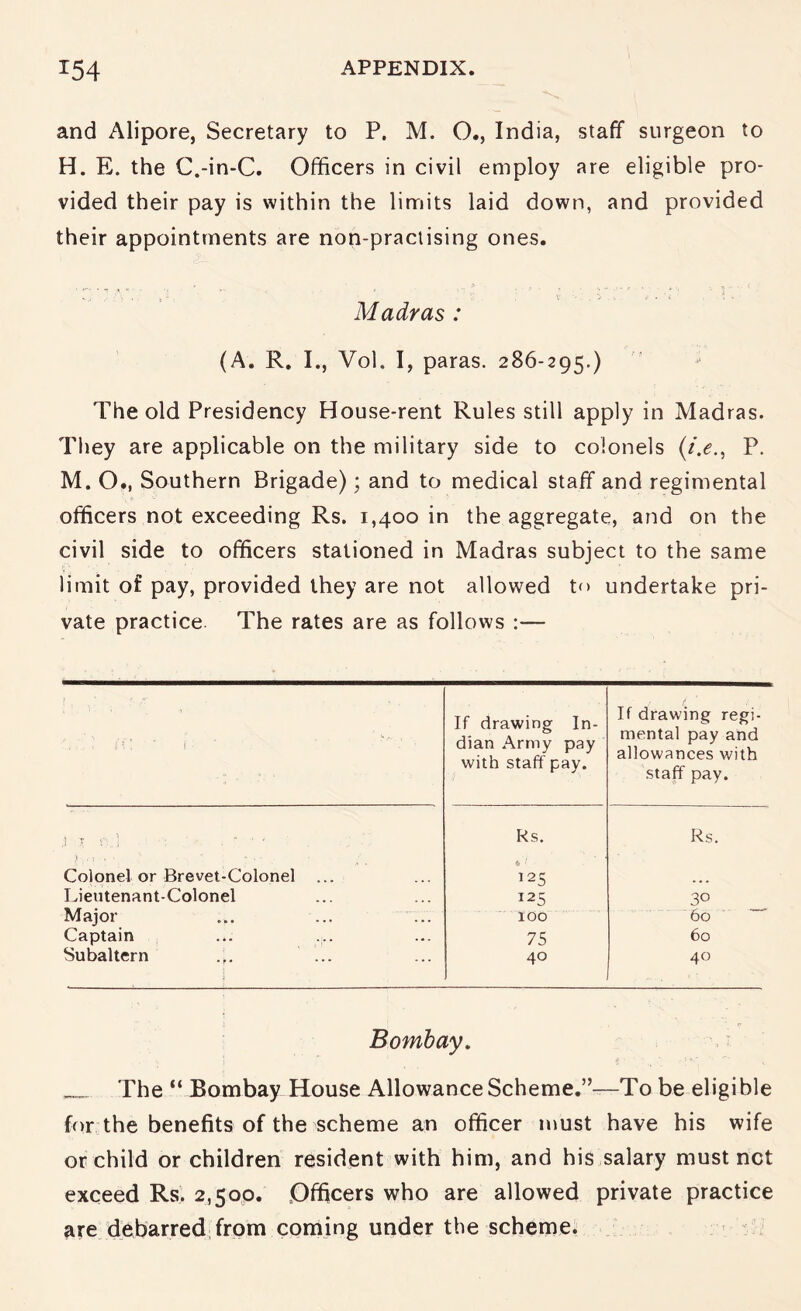 154 APPENDIX.
and Alipore, Secretary to P. M. O., India, staff surgeon to
H. E. the C.-in-C. Officers in civil employ are eligible pro-
vided their pay is within the limits laid down, and provided
their appointments are non-practising ones.
Madras :
(A. R. I., Vol. I, paras. 286-295.)
The old Presidency House-rent Rules still apply in Madras.
They are applicable on the military side to colonels (i.e., P.
M. O., Southern Brigade) ; and to medical staff and regimental
officers not exceeding Rs. 1,400 in the aggregate, and on the
civil side to officers stationed in Madras subject to the same
limit of pay, provided they are not allowed to undertake pri-
vate practice The rates are as follows :—
If drawing In-
dian Army pay
with staff pay.
If drawing regi-
mental pay and
allowances with
staff pay.
Rs. Rs.
Colonel or Brevet-Colonel ... ... 125 ...
Lieutenant-Colonel ... ... 125 30
Major ... ... ... 100 60
Captain ... ... ... 75 60
Subaltern ... ... ... 40 40
Bombay.
The “ Bombay House Allowance Scheme.”—To be eligible
for the benefits of the scheme an officer must have his wife
or child or children resident with him, and his salary must not
exceed Rs. 2,500. Officers who are allowed private practice
are debarred from coming under the scheme.